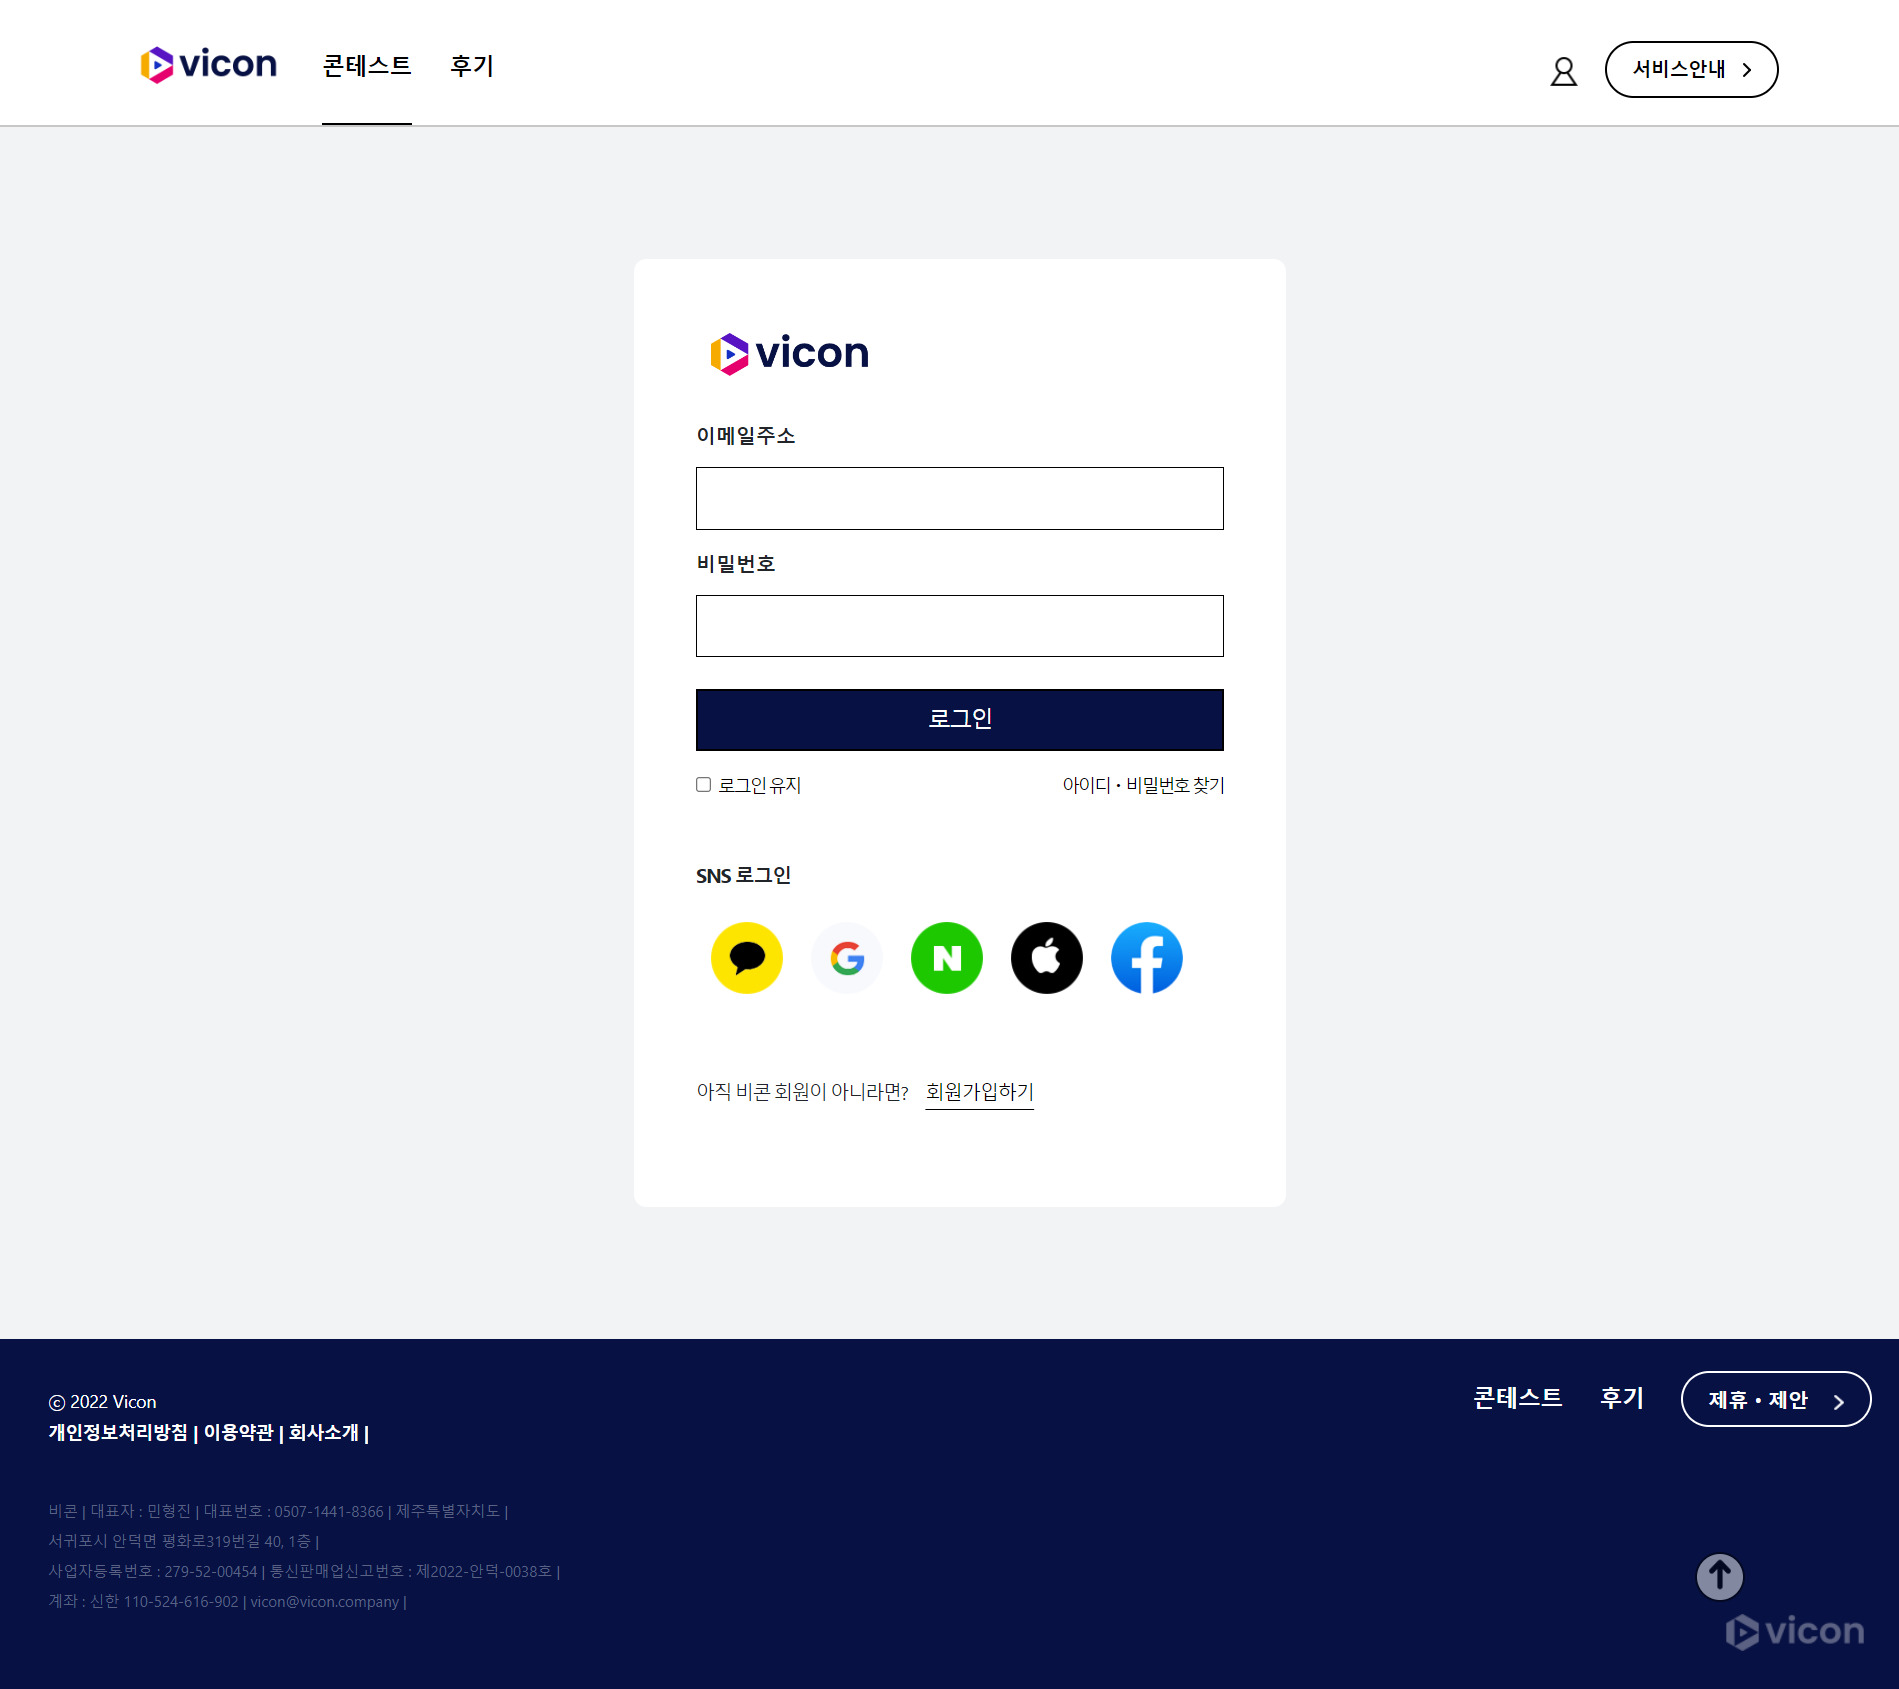 vicon 콘테스트 후기 서비스안내
vicon
이메일주소
비밀번호
로그인
로그인 유지 아이디・비밀번호 찾기
SNS 로그인
아직 비콘 회원이 아니라면? 회원가입하기
ⓒ 2022 Vicon
개인정보처리방침 | 이용약관 | 회사소개 |
콘테스트 후기 제휴・제안
비콘 | 대표자 : 민형진 | 대표번호 : 0507-1441-8366 | 제주특별자치도 |
서귀포시 안덕면 평화로319번길 40, 1층 |
사업자등록번호 : 279-52-00454 | 통신판매업신고번호 : 제2022-안덕-0038호 |
계좌 : 신한 110-524-616-902 | vicon@vicon.company |
vicon